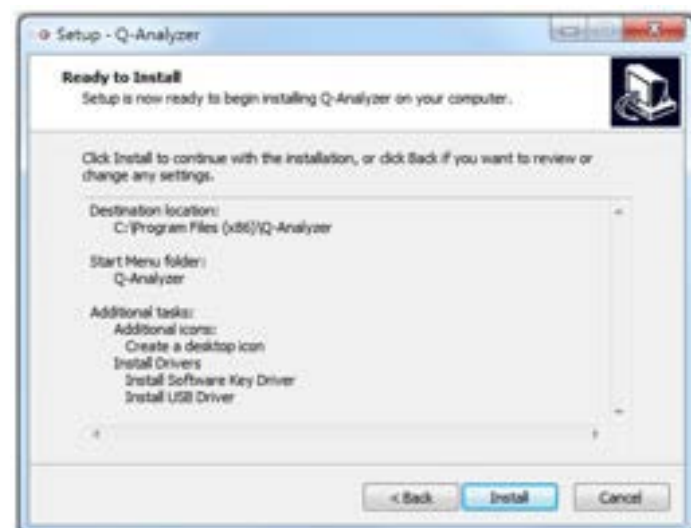 Setup - Q-Analyzer
Ready to Install
Setup is now ready to begin installing Q-Analyzer on your computer.
Click Install to continue with the installation, or click Back if you want to review or
change any settings.
Destination location:
C:\Program Files (x86)\Q-Analyzer
Start Menu folder:
Q-Analyzer
Additional tasks:
Additional icons:
Create a desktop icon
Install Drivers
Install Software Key Driver
Install USB Driver
< Back
Install
Cancel